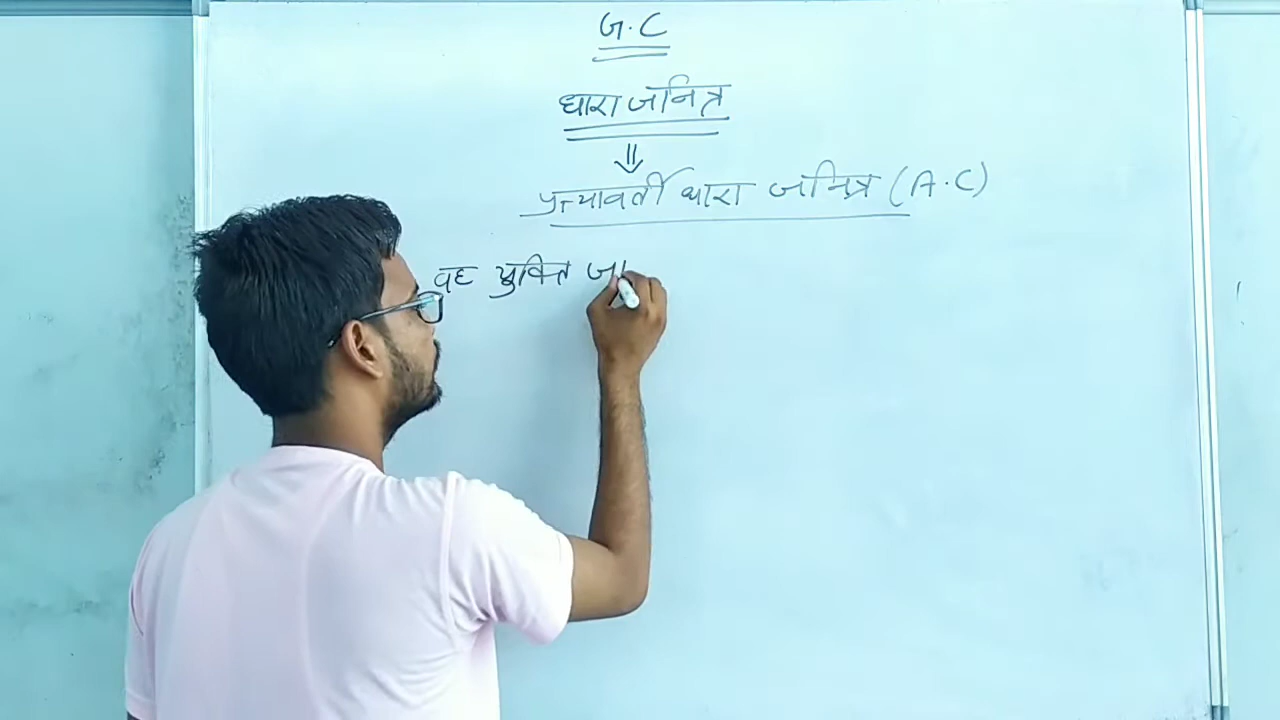 G.C
धारा जनित्र
⇓
प्रत्यावर्ती धारा जनित्र (A.C)
वह युक्ति जा